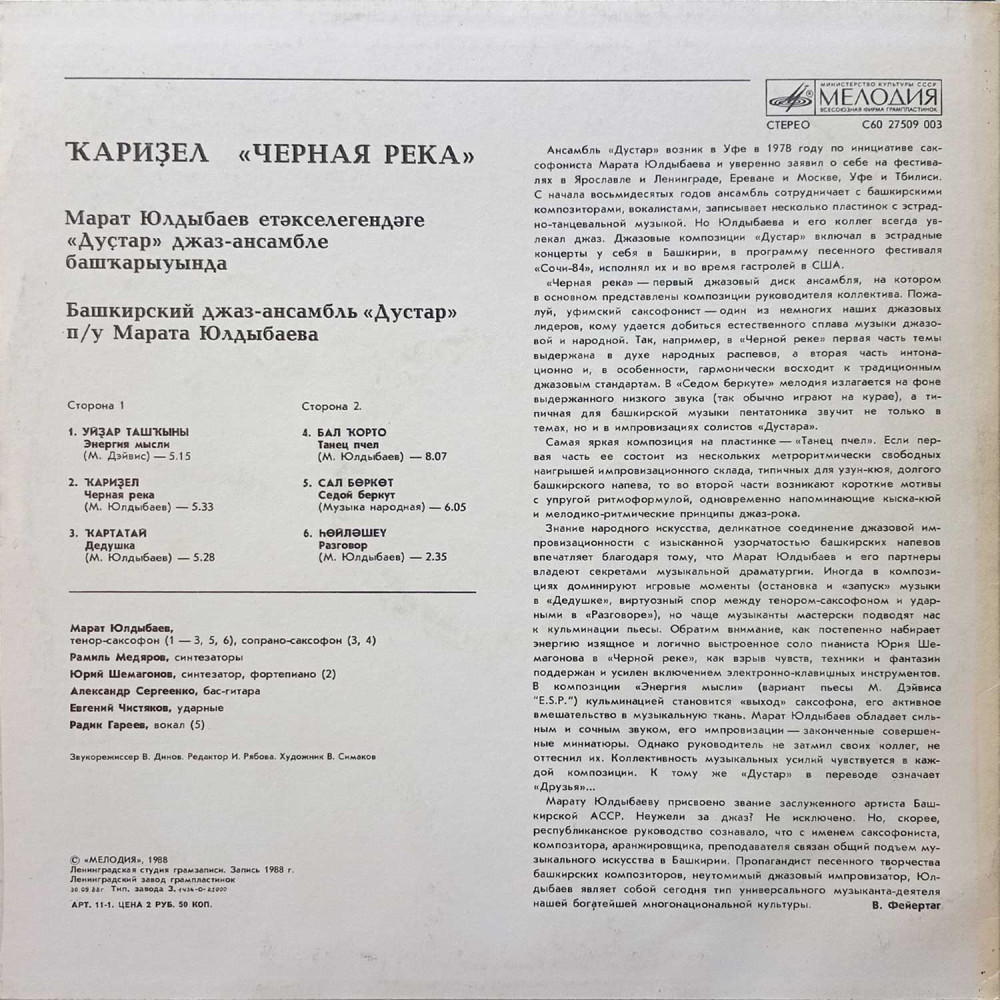 МИНИСТЕРСТВО КУЛЬТУРЫ СССР
МЕЛОДИЯ
ВСЕСОЮЗНАЯ ФИРМА ГРАМПЛАСТИНОК
СТЕРЕО С60 27509 003
ҠАРИҘЕЛ «ЧЕРНАЯ РЕКА»
Марат Юлдыбаев етәкселегендәге
«Дуҫтар» джаз-ансамбле
башҡарыуында
Башкирский джаз-ансамбль «Дустар»
п/у Марата Юлдыбаева
Сторона 1
1. УЙҘАР ТАШҠЫНЫ
Энергия мысли
(М. Дэйвис) — 5.15
2. ҠАРИҘЕЛ
Черная река
(М. Юлдыбаев) — 5.33
3. ҠАРТАТАЙ
Дедушка
(М. Юлдыбаев) — 5.28
Сторона 2.
4. БАЛ ҠОРТО
Танец пчел
(М. Юлдыбаев) — 8.07
5. САЛ БӨРКӨТ
Седой беркут
(Музыка народная) — 6.05
6. ҺӨЙЛӘШЕҮ
Разговор
(М. Юлдыбаев) — 2.35
Марат Юлдыбаев,
тенор-саксофон (1 — 3, 5, 6), сопрано-саксофон (3, 4)
Рамиль Медяров, синтезаторы
Юрий Шемагонов, синтезатор, фортепиано (2)
Александр Сергеенко, бас-гитара
Евгений Чистяков, ударные
Радик Гареев, вокал (5)
Звукорежиссер В. Динов. Редактор И. Рябова. Художник В. Симаков
© «МЕЛОДИЯ», 1988
Ленинградская студия грамзаписи. Запись 1988 г.
Ленинградский завод грампластинок
30.09.88г Тип. завода З. 1434-0-21000
АРТ. 11-1. ЦЕНА 2 РУБ. 50 КОП.
Ансамбль «Дустар» возник в Уфе в 1978 году по инициативе сак-
софониста Марата Юлдыбаева и уверенно заявил о себе на фестива-
лях в Ярославле и Ленинграде, Ереване и Москве, Уфе и Тбилиси.
С начала восьмидесятых годов ансамбль сотрудничает с башкирскими
композиторами, вокалистами, записывает несколько пластинок с эстрад-
но-танцевальной музыкой. Но Юлдыбаева и его коллег всегда ув-
лекал джаз. Джазовые композиции «Дустар» включал в эстрадные
концерты у себя в Башкирии, в программу песенного фестиваля
«Сочи-84», исполнял их и во время гастролей в США.
«Черная река» — первый джазовый диск ансамбля, на котором
в основном представлены композиции руководителя коллектива. Пожа-
луй, уфимский саксофонист — один из немногих наших джазовых
лидеров, кому удается добиться естественного сплава музыки джазо-
вой и народной. Так, например, в «Черной реке» первая часть темы
выдержана в духе народных распевов, а вторая часть интона-
ционно и, в особенности, гармонически восходит к традиционным
джазовым стандартам. В «Седом беркуте» мелодия излагается на фоне
выдержанного низкого звука (так обычно играют на курае), а ти-
пичная для башкирской музыки пентатоника звучит не только в
темах, но и в импровизациях солистов «Дустара».
Самая яркая композиция на пластинке — «Танец пчел». Если пер-
вая часть ее состоит из нескольких метроритмически свободных
наигрышей импровизационного склада, типичных для узун-кюя, долгого
башкирского напева, то во второй части возникают короткие мотивы
с упругой ритмоформулой, одновременно напоминающие кыска-кюй
и мелодико-ритмические принципы джаз-рока.
Знание народного искусства, деликатное соединение джазовой им-
провизационности с изысканной узорчатостью башкирских напевов
впечатляет благодаря тому, что Марат Юлдыбаев и его партнеры
владеют секретами музыкальной драматургии. Иногда в компози-
циях доминируют игровые моменты (остановка и «запуск» музыки
в «Дедушке», виртуозный спор между тенором-саксофоном и удар-
ными в «Разговоре»), но чаще музыканты мастерски подводят нас
к кульминации пьесы. Обратим внимание, как постепенно набирает
энергию изящное и логично выстроенное соло пианиста Юрия Ше-
магонова в «Черной реке», как взрыв чувств, техники и фантазии
поддержан и усилен включением электронно-клавишных инструментов.
В композиции «Энергия мысли» (вариант пьесы М. Дэйвиса
"E.S.P.") кульминацией становится «выход» саксофона, его активное
вмешательство в музыкальную ткань. Марат Юлдыбаев обладает силь-
ным и сочным звуком, его импровизации — законченные совершен-
ные миниатюры. Однако руководитель не затмил своих коллег, не
оттеснил их. Коллективность музыкальных усилий чувствуется в каж-
дой композиции. К тому же «Дустар» в переводе означает
«Друзья»...
Марату Юлдыбаеву присвоено звание заслуженного артиста Баш-
кирской АССР. Неужели за джаз? Не исключено. Но, скорее,
республиканское руководство сознавало, что с именем саксофониста,
композитора, аранжировщика, преподавателя связан общий подъем му-
зыкального искусства в Башкирии. Пропагандист песенного творчества
башкирских композиторов, неутомимый джазовый импровизатор, Юл-
дыбаев являет собой сегодня тип универсального музыканта-деятеля
нашей богатейшей многонациональной культуры. В. Фейертаг